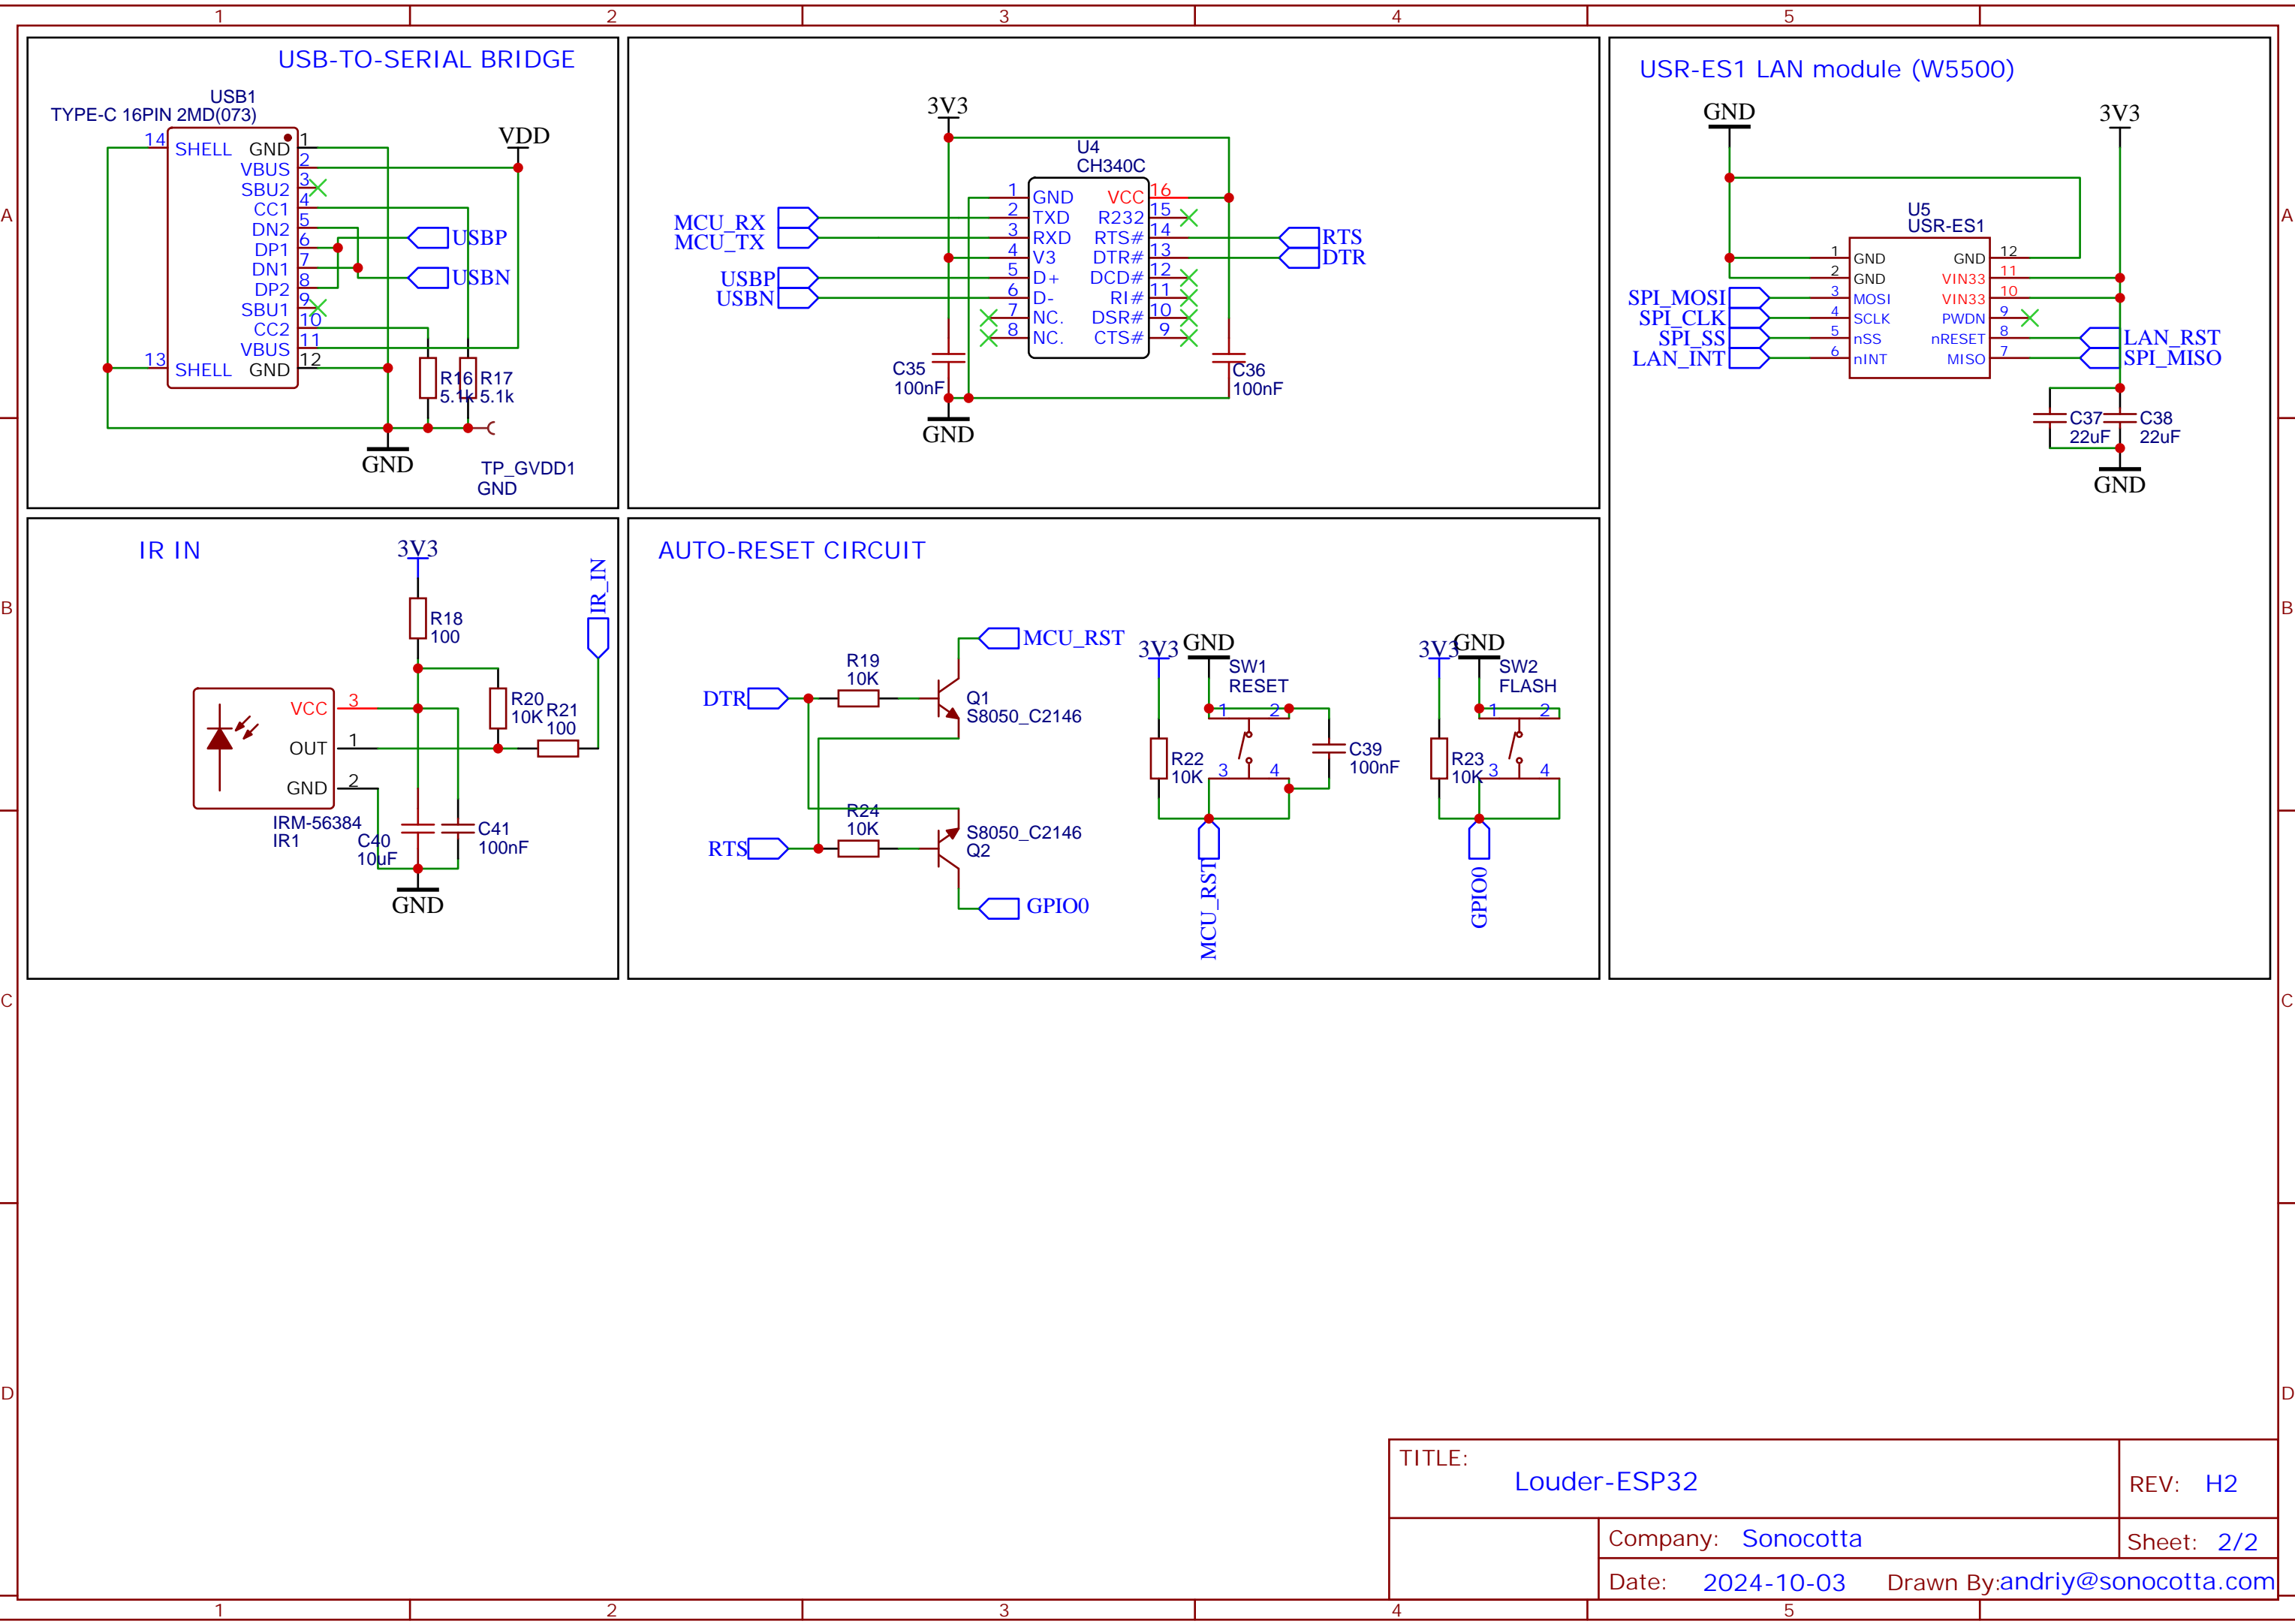 1 2 3 4 5
USB-TO-SERIAL BRIDGE
USB1
TYPE-C 16PIN 2MD(073)
VDD
14 SHELL GND 1
VBUS 2
SBU2 3
CC1 4
DN2 5
DP1 6 USBP
DN1 7 USBN
DP2 8
SBU1 9
CC2 10
VBUS 11
13 SHELL GND 12
R16 R17
5.1k 5.1k
GND
TP_GVDD1
GND
3V3
U4
CH340C
1 GND VCC 16
MCU_RX 2 TXD R232 15
MCU_TX 3 RXD RTS# 14 RTS
4 V3 DTR# 13 DTR
USBP 5 D+ DCD# 12
USBN 6 D- RI# 11
7 NC. DSR# 10
8 NC. CTS# 9
C35
100nF
C36
100nF
GND
USR-ES1 LAN module (W5500)
GND
3V3
U5
USR-ES1
1 GND GND 12
2 GND VIN33 11
SPI_MOSI 3 MOSI VIN33 10
SPI_CLK 4 SCLK PWDN 9
SPI_SS 5 nSS nRESET 8 LAN_RST
LAN_INT 6 nINT MISO 7 SPI_MISO
C37 C38
22uF 22uF
GND
IR IN
3V3
IR_IN
R18
100
R20
10K
R21
100
VCC 3
OUT 1
GND 2
IRM-56384
IR1
C40
10uF
C41
100nF
GND
AUTO-RESET CIRCUIT
MCU_RST
R19
10K
DTR
Q1
S8050_C2146
R24
10K
RTS
S8050_C2146
Q2
GPIO0
3V3 GND
SW1
RESET
1 2
R22
10K
3 4
C39
100nF
MCU_RST
3V3 GND
SW2
FLASH
1 2
R23
10K
3 4
GPIO0
A A
B B
C C
D D
TITLE:
Louder-ESP32
REV: H2
Company: Sonocotta
Sheet: 2/2
Date: 2024-10-03
Drawn By: andriy@sonocotta.com
1 2 3 4 5